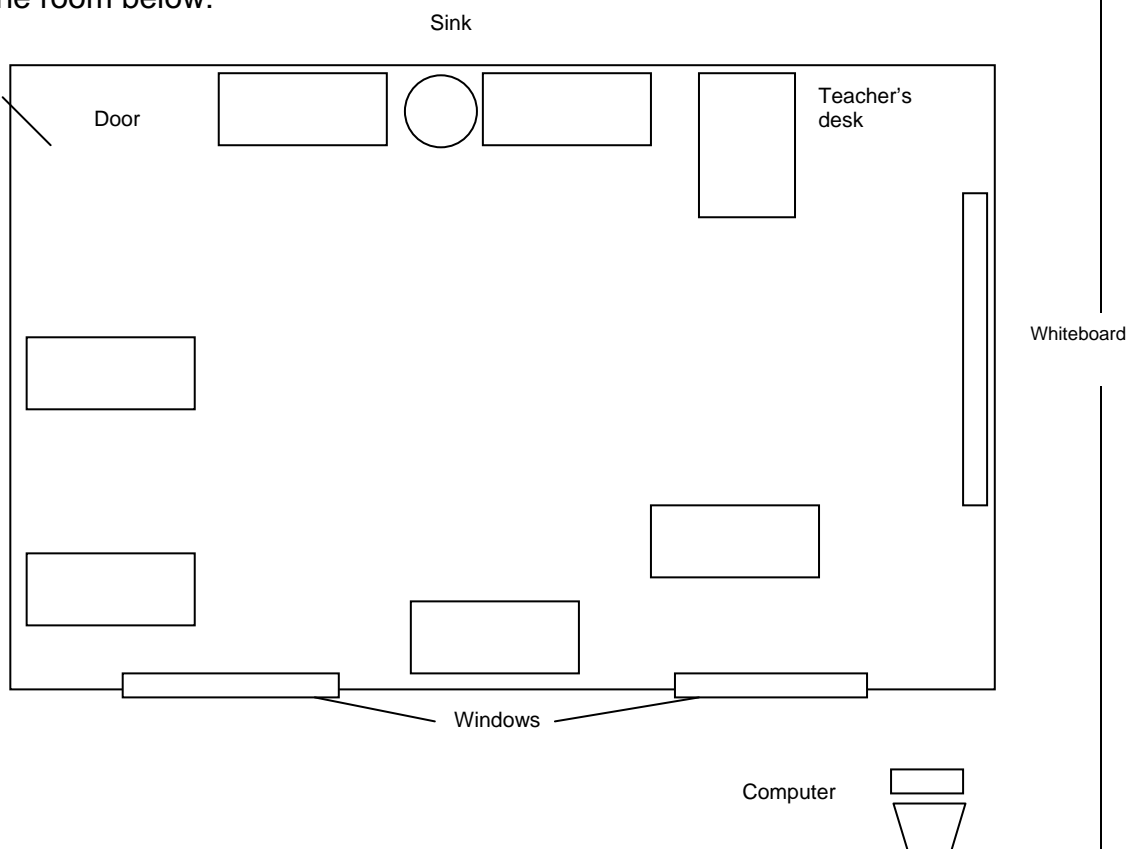 he room below:
Sink
Door
Teacher's
desk
Whiteboard
Windows
Computer